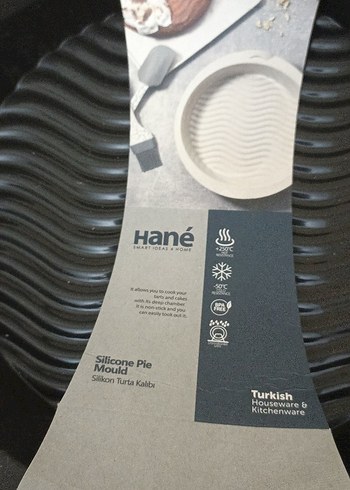 Hané
SMART IDEAS 4 HOME
It allows you to cook your
tarts and cakes
with its deep chamber.
It is non-stick and you
can easily took out it.
+250°C
-50°C
BPA
FREE
Silicone Pie
Mould
Silikon Turta Kalıbı
Turkish
Houseware &
Kitchenware